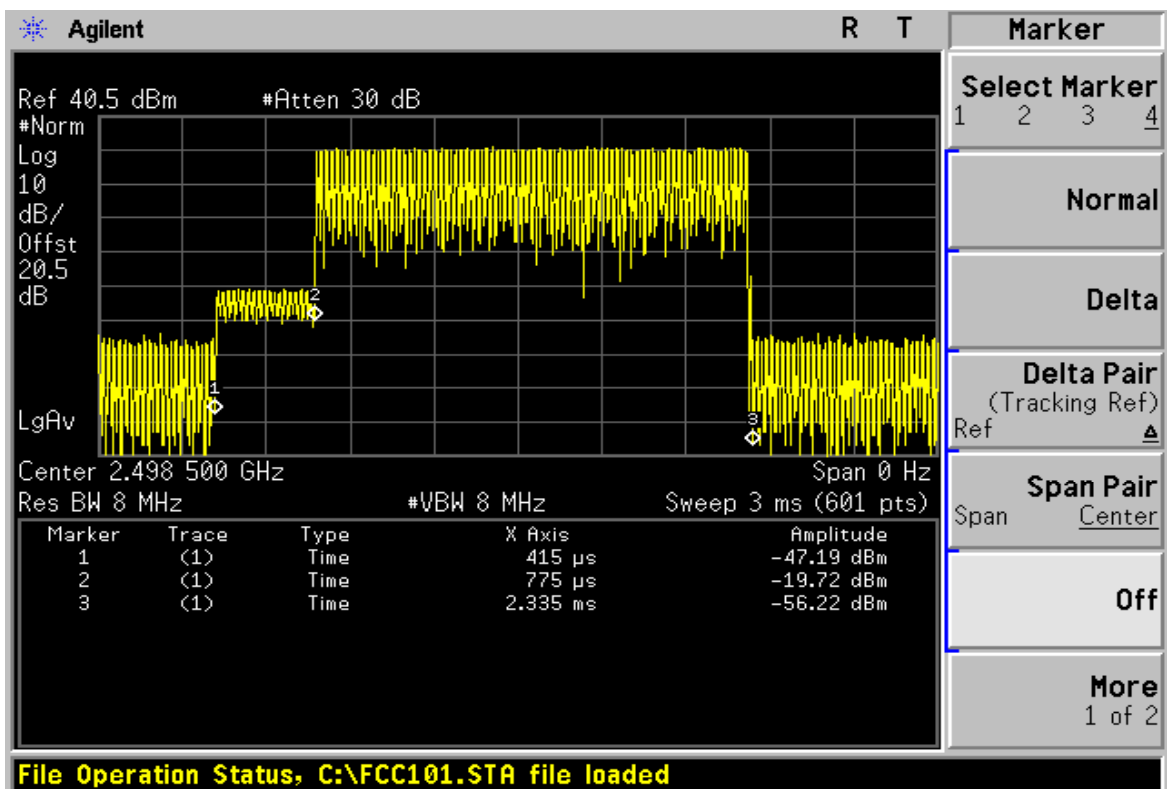 Agilent R T
Ref 40.5 dBm #Atten 30 dB
#Norm
Log
10
dB/
Offst
20.5
dB
LgAv
1
2
3
Center 2.498 500 GHz Span 0 Hz
Res BW 8 MHz #VBW 8 MHz Sweep 3 ms (601 pts)
Marker Trace Type X Axis Amplitude
1 (1) Time 415 µs -47.19 dBm
2 (1) Time 775 µs -19.72 dBm
3 (1) Time 2.335 ms -56.22 dBm
File Operation Status, C:\FCC101.STA file loaded
Marker
Select Marker
1 2 3 4
Normal
Delta
Delta Pair
(Tracking Ref)
Ref Δ
Span Pair
Span Center
Off
More
1 of 2